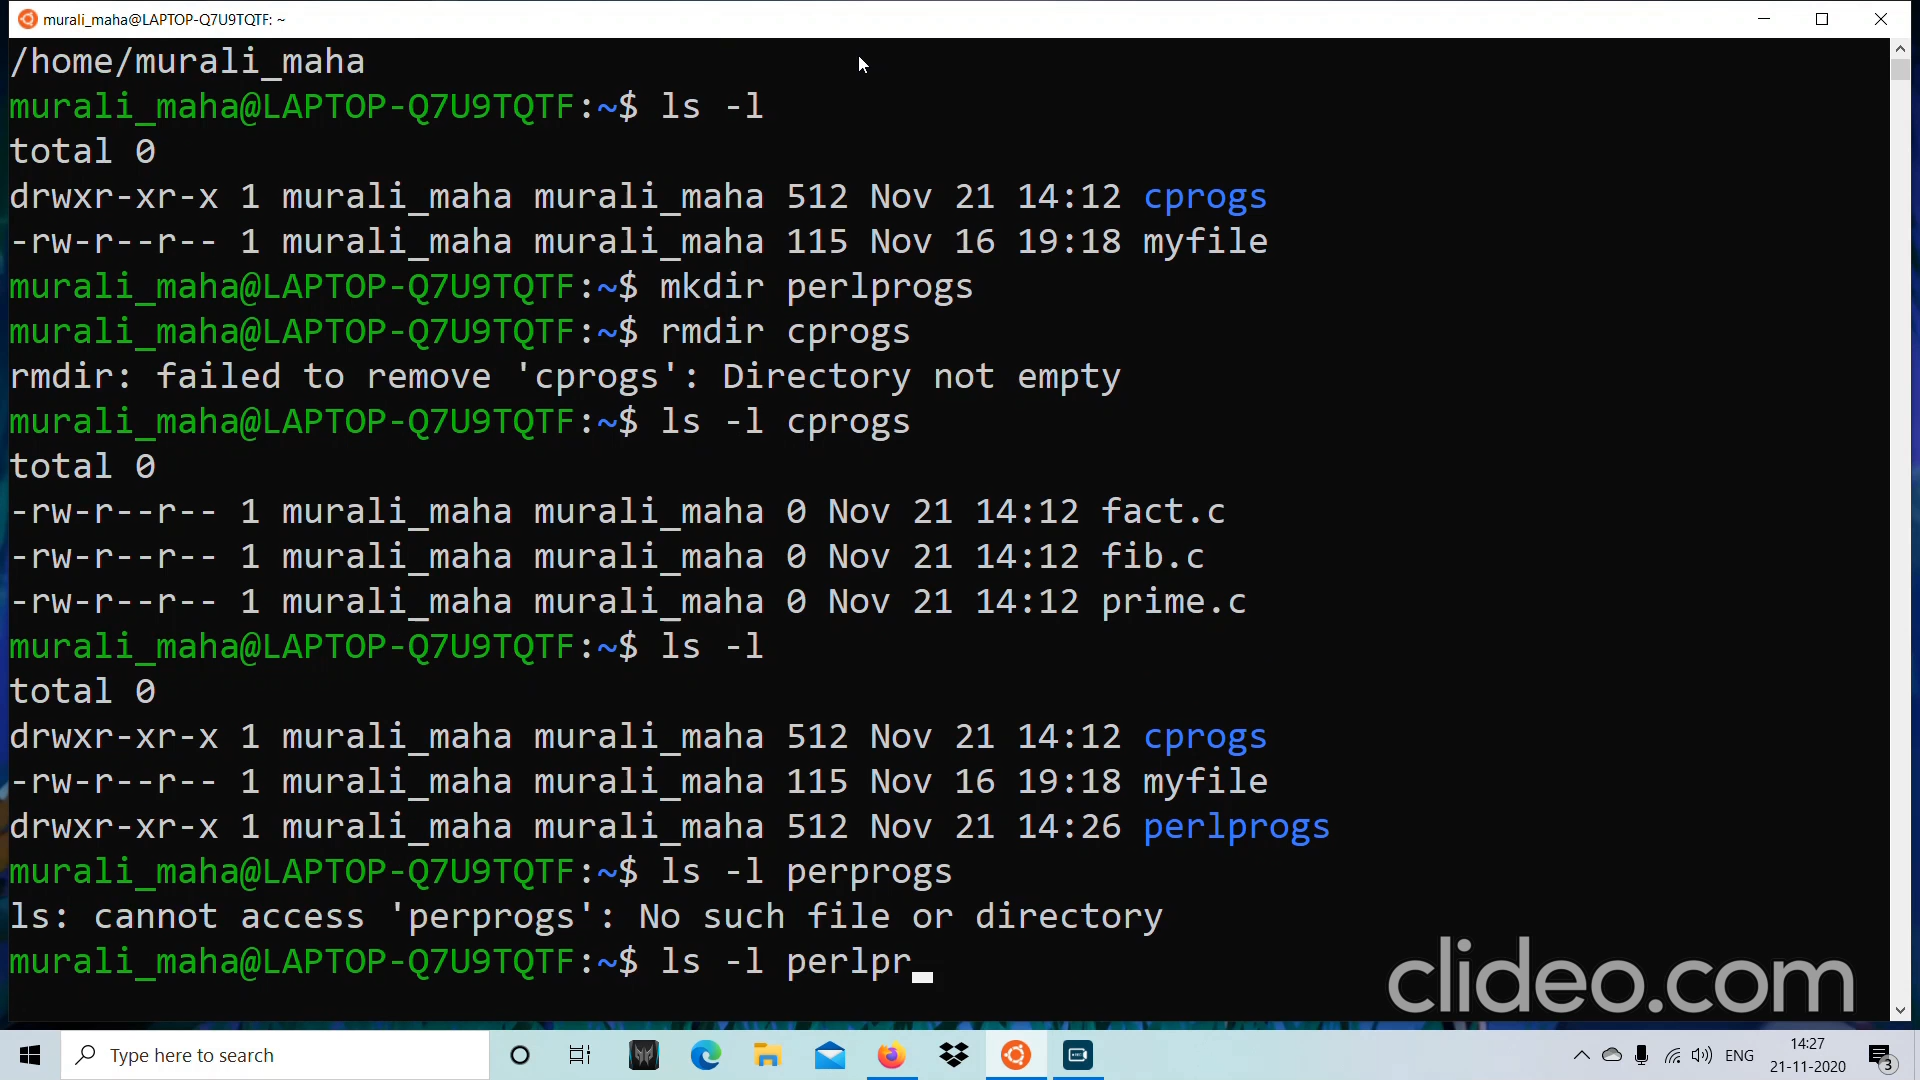 murali_maha@LAPTOP-Q7U9TQTF: ~
/home/murali_maha
murali_maha@LAPTOP-Q7U9TQTF:~$ ls -l
total 0
drwxr-xr-x 1 murali_maha murali_maha 512 Nov 21 14:12 cprogs
-rw-r--r-- 1 murali_maha murali_maha 115 Nov 16 19:18 myfile
murali_maha@LAPTOP-Q7U9TQTF:~$ mkdir perlprogs
murali_maha@LAPTOP-Q7U9TQTF:~$ rmdir cprogs
rmdir: failed to remove 'cprogs': Directory not empty
murali_maha@LAPTOP-Q7U9TQTF:~$ ls -l cprogs
total 0
-rw-r--r-- 1 murali_maha murali_maha 0 Nov 21 14:12 fact.c
-rw-r--r-- 1 murali_maha murali_maha 0 Nov 21 14:12 fib.c
-rw-r--r-- 1 murali_maha murali_maha 0 Nov 21 14:12 prime.c
murali_maha@LAPTOP-Q7U9TQTF:~$ ls -l
total 0
drwxr-xr-x 1 murali_maha murali_maha 512 Nov 21 14:12 cprogs
-rw-r--r-- 1 murali_maha murali_maha 115 Nov 16 19:18 myfile
drwxr-xr-x 1 murali_maha murali_maha 512 Nov 21 14:26 perlprogs
murali_maha@LAPTOP-Q7U9TQTF:~$ ls -l perprogs
ls: cannot access 'perprogs': No such file or directory
murali_maha@LAPTOP-Q7U9TQTF:~$ ls -l perlpr
clideo.com
Type here to search
ENG
14:27
21-11-2020
3